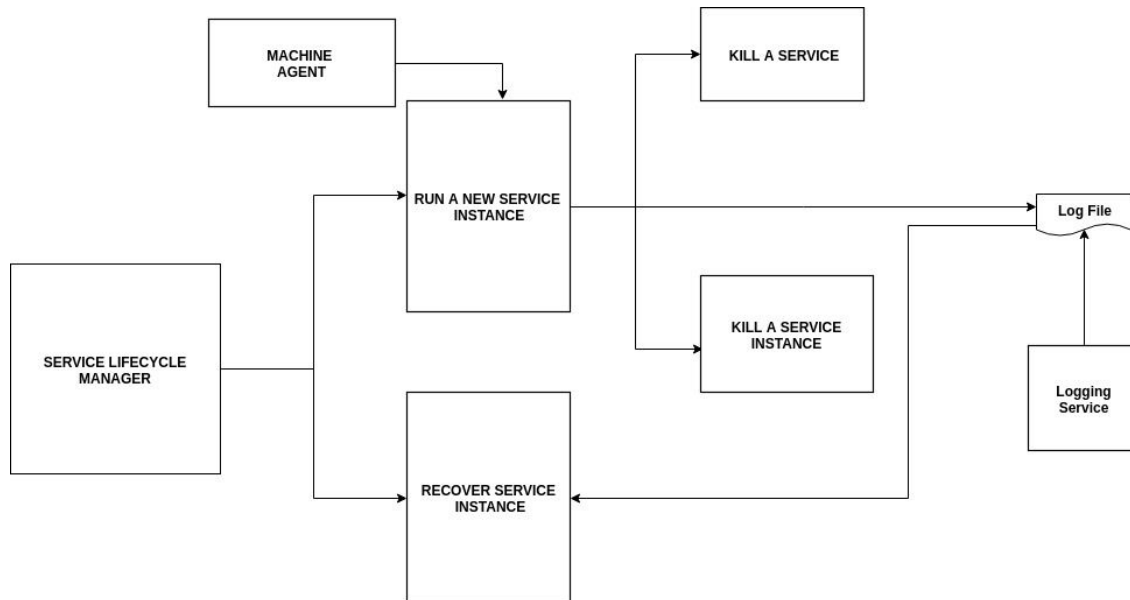 MACHINE
AGENT
KILL A SERVICE
RUN A NEW SERVICE
INSTANCE
Log File
KILL A SERVICE
INSTANCE
SERVICE LIFECYCLE
MANAGER
Logging
Service
RECOVER SERVICE
INSTANCE